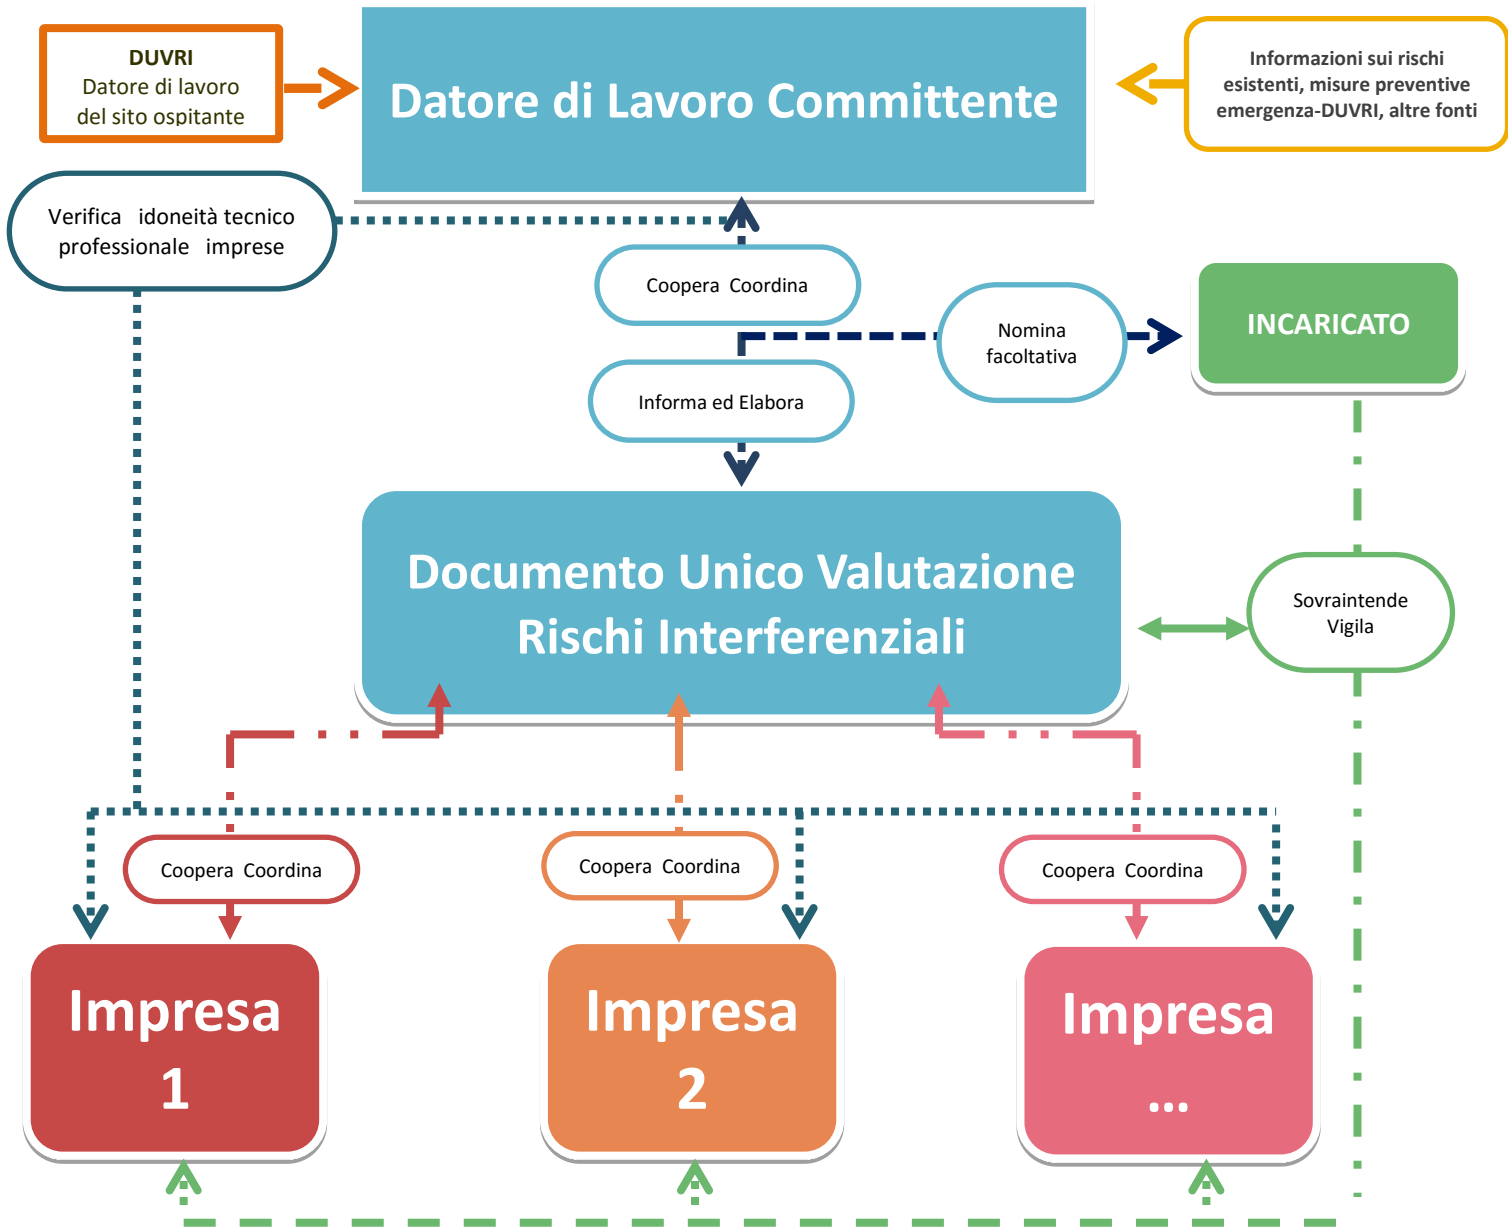 DUVRI
Datore di lavoro
del sito ospitante
Datore di Lavoro Committente
Informazioni sui rischi
esistenti, misure preventive
emergenza-DUVRI, altre fonti
Verifica idoneità tecnico
professionale imprese
Coopera Coordina
Nomina
facoltativa
INCARICATO
Informa ed Elabora
Documento Unico Valutazione
Rischi Interferenziali
Sovraintende
Vigila
Coopera Coordina
Coopera Coordina
Coopera Coordina
Impresa
1
Impresa
2
Impresa
...